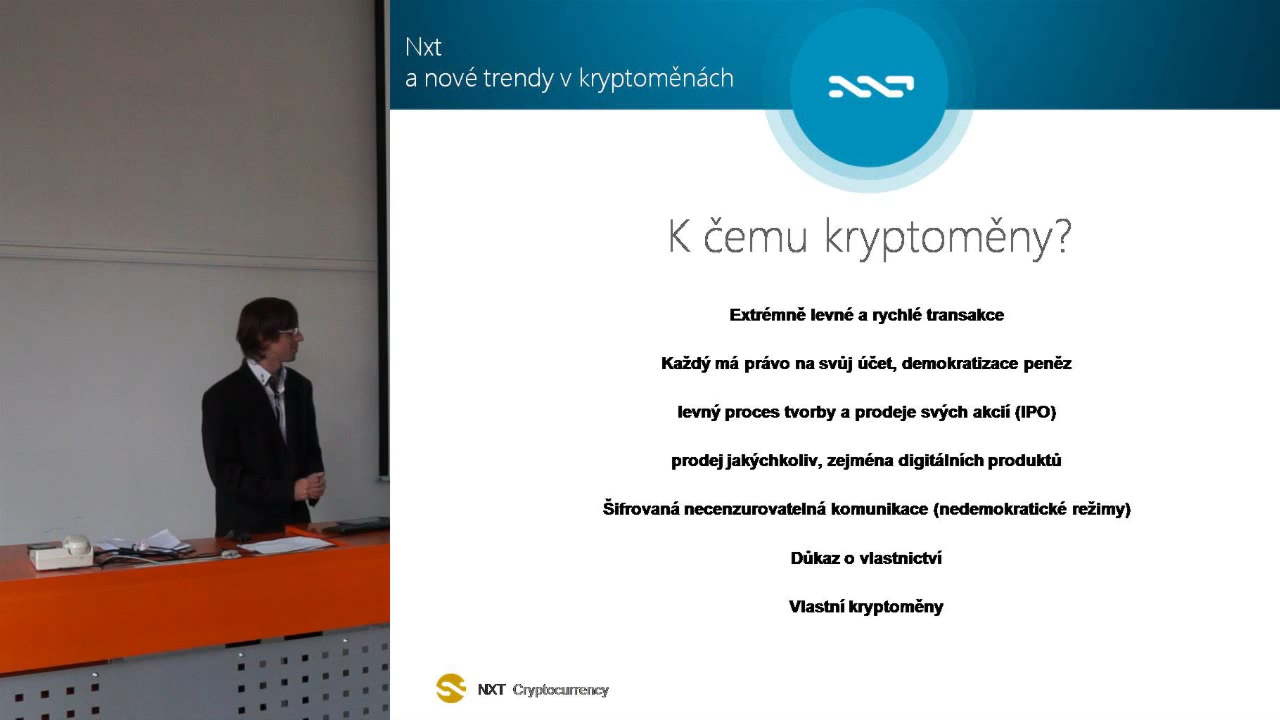 Nxt
a nové trendy v kryptoměnách
K čemu kryptoměny?
Extrémně levné a rychlé transakce
Každý má právo na svůj účet, demokratizace peněz
levný proces tvorby a prodeje svých akcií (IPO)
prodej jakýchkoliv, zejména digitálních produktů
Šifrovaná necenzurovatelná komunikace (nedemokratické režimy)
Důkaz o vlastnictví
Vlastní kryptoměny
NXT Cryptocurrency